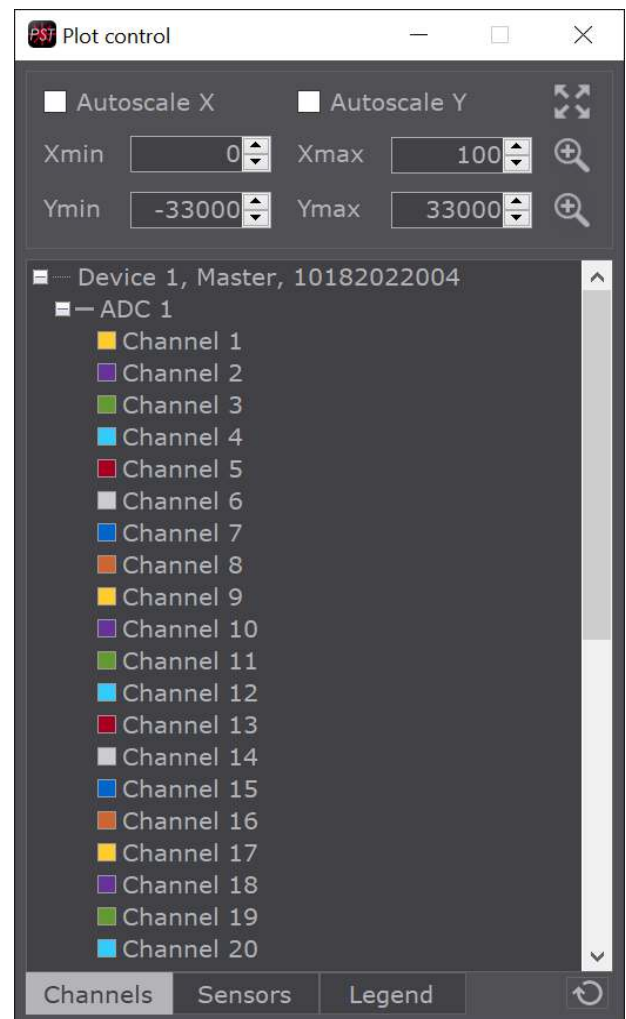 PST Plot control
Autoscale X Autoscale Y
Xmin 0 Xmax 100
Ymin -33000 Ymax 33000
Device 1, Master, 10182022004
ADC 1
Channel 1
Channel 2
Channel 3
Channel 4
Channel 5
Channel 6
Channel 7
Channel 8
Channel 9
Channel 10
Channel 11
Channel 12
Channel 13
Channel 14
Channel 15
Channel 16
Channel 17
Channel 18
Channel 19
Channel 20
Channels Sensors Legend